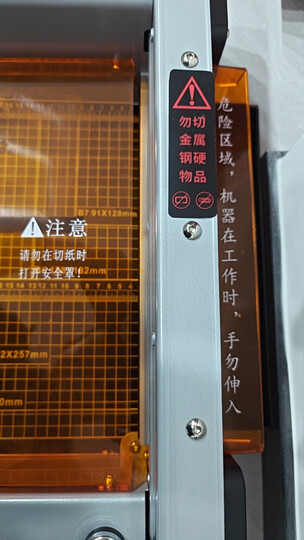 勿切
金属
钢硬
物品
危险区域，机器在工作时，手勿伸入
B7 91X128mm
注意
请勿在切纸时
打开安全罩！
2X257mm
0mm